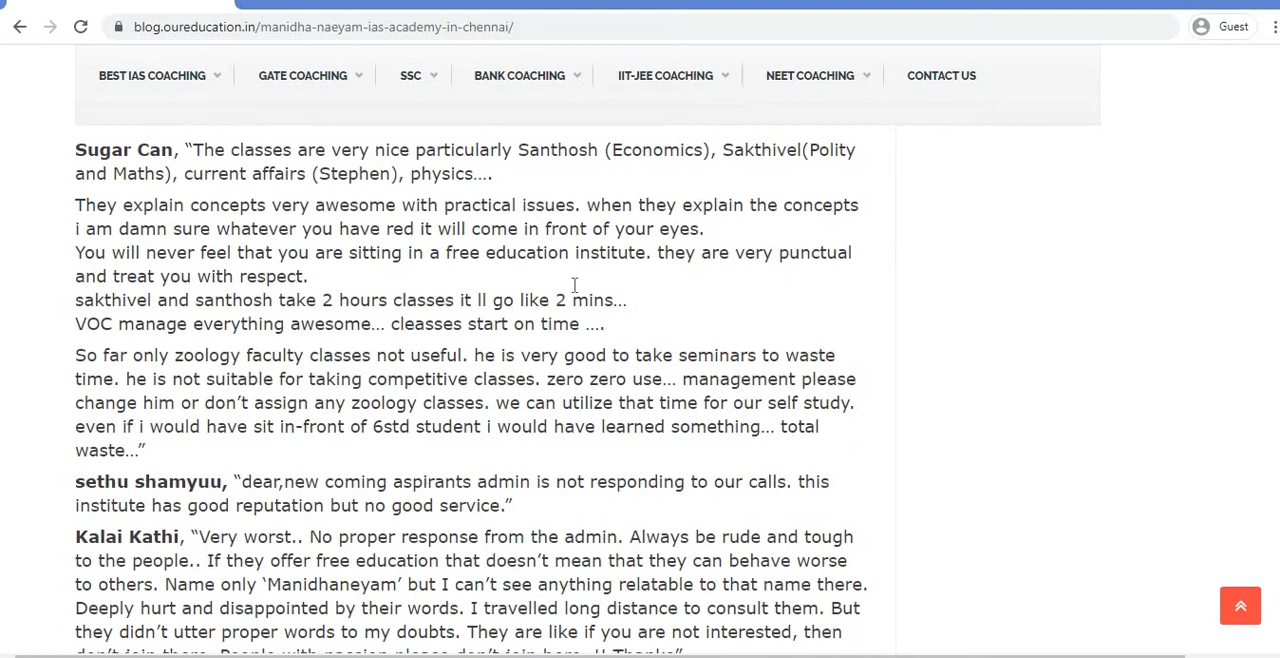 blog.oureducation.in/manidha-naeyam-ias-academy-in-chennai/
Guest
BEST IAS COACHING GATE COACHING SSC BANK COACHING IIT-JEE COACHING NEET COACHING CONTACT US
Sugar Can, “The classes are very nice particularly Santhosh (Economics), Sakthivel(Polity
and Maths), current affairs (Stephen), physics….
They explain concepts very awesome with practical issues. when they explain the concepts
i am damn sure whatever you have red it will come in front of your eyes.
You will never feel that you are sitting in a free education institute. they are very punctual
and treat you with respect.
sakthivel and santhosh take 2 hours classes it ll go like 2 mins…
VOC manage everything awesome… cleasses start on time ….
So far only zoology faculty classes not useful. he is very good to take seminars to waste
time. he is not suitable for taking competitive classes. zero zero use… management please
change him or don’t assign any zoology classes. we can utilize that time for our self study.
even if i would have sit in-front of 6std student i would have learned something… total
waste…”
sethu shamyuu, “dear,new coming aspirants admin is not responding to our calls. this
institute has good reputation but no good service.”
Kalai Kathi, “Very worst.. No proper response from the admin. Always be rude and tough
to the people.. If they offer free education that doesn’t mean that they can behave worse
to others. Name only ‘Manidhaneyam’ but I can’t see anything relatable to that name there.
Deeply hurt and disappointed by their words. I travelled long distance to consult them. But
they didn’t utter proper words to my doubts. They are like if you are not interested, then
don’t join there. People with passion please don’t join here. !! Thanks”